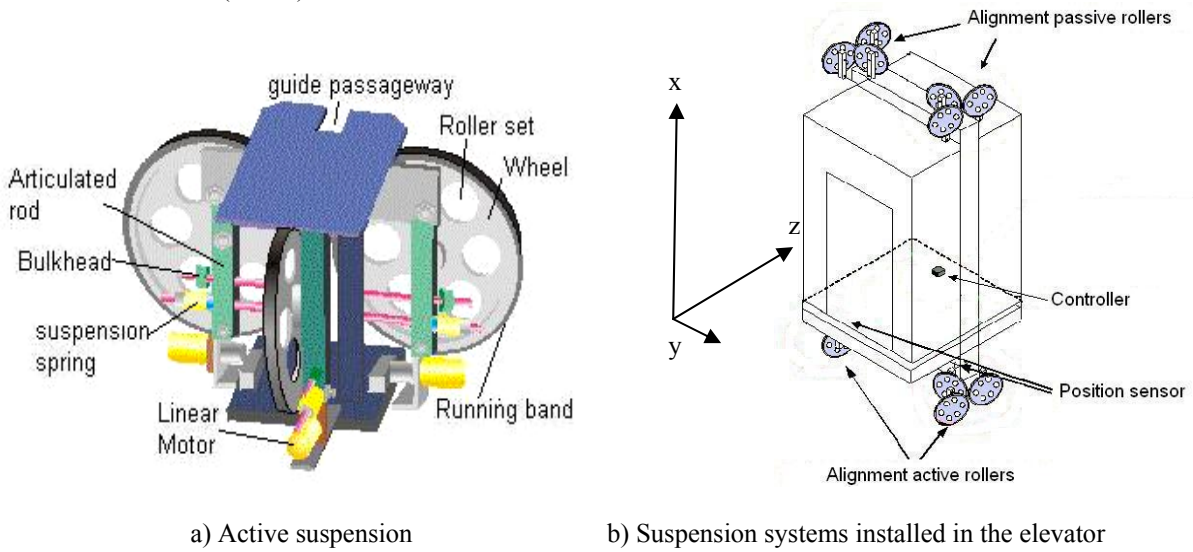 guide passageway
Roller set
Wheel
Articulated
rod
Bulkhead
suspension
spring
Linear
Motor
Running band
a) Active suspension
Alignment passive rollers
x
z
y
Controller
Position sensor
Alignment active rollers
b) Suspension systems installed in the elevator